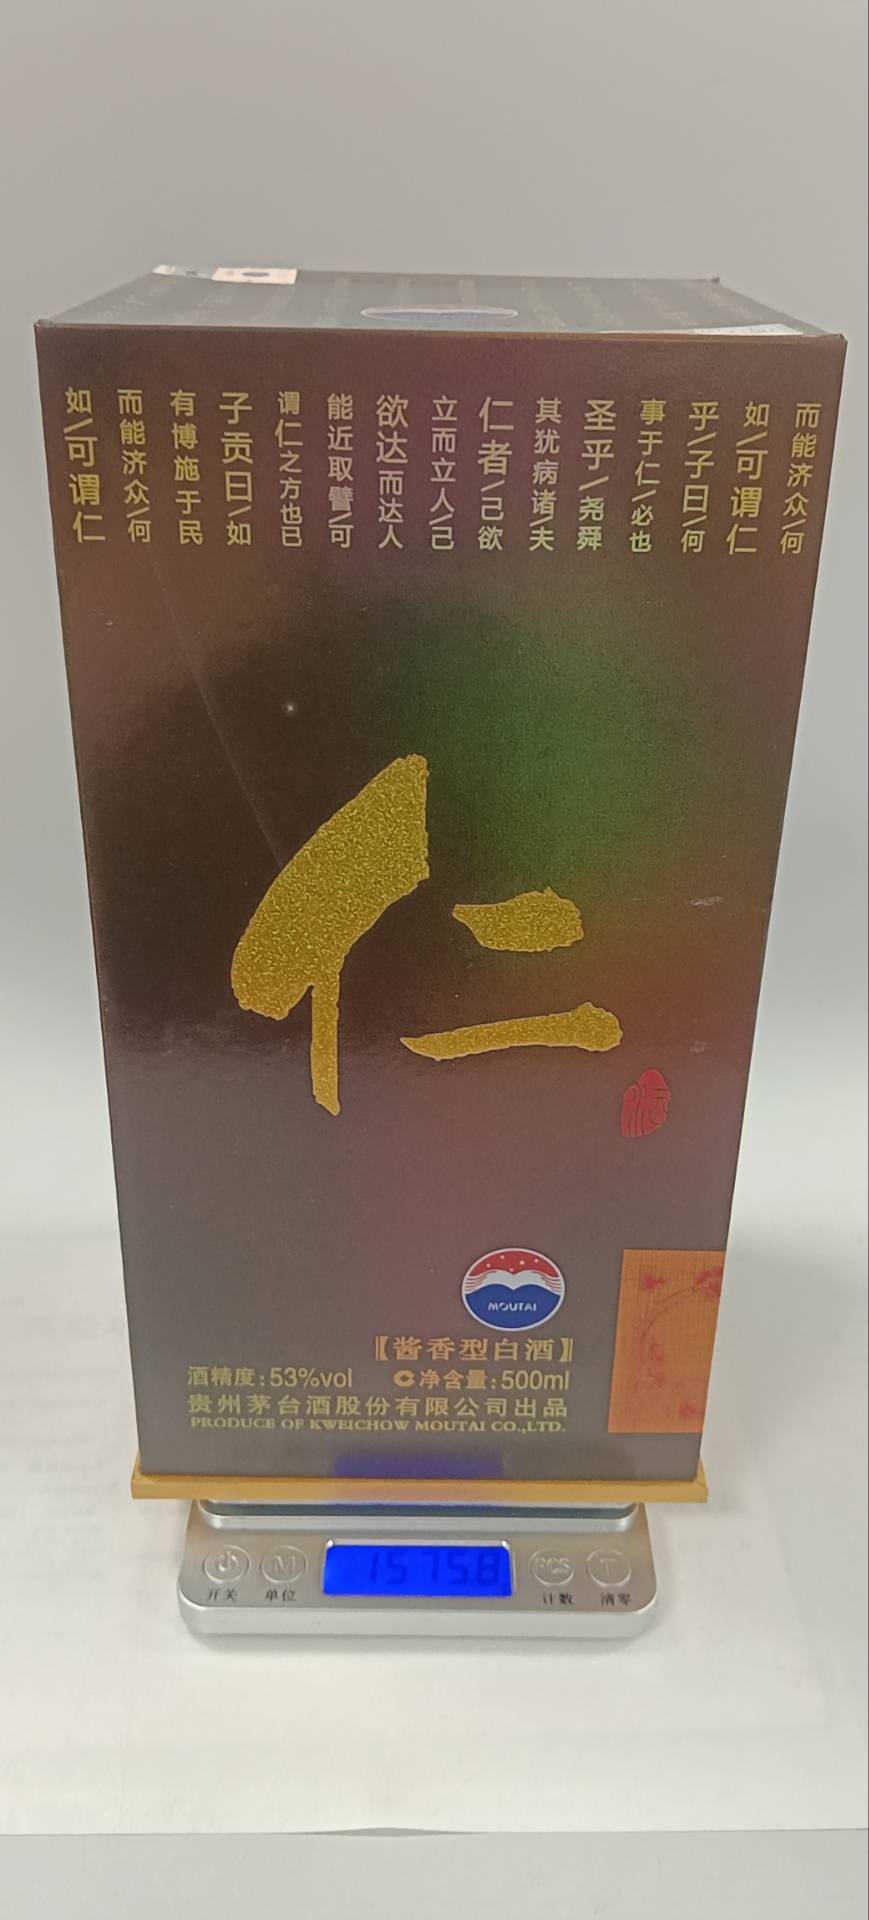 如/可谓仁
而能济众/何
有博施于民
子贡曰/如
谓仁之方也已
能近取譬/可
欲达而达人
立而立人/己
仁者/己欲
其犹病诸/夫
圣乎/尧舜
事于仁/必也
乎/子曰/何
如/可谓仁
而能济众/何
仁
酒
MOUTAI
【酱香型白酒】
酒精度:53%vol 净含量:500ml
贵州茅台酒股份有限公司出品
PRODUCE OF KWEICHOW MOUTAI CO.,LTD.
1575.8
M PCS T
开关 单位 计数 清零